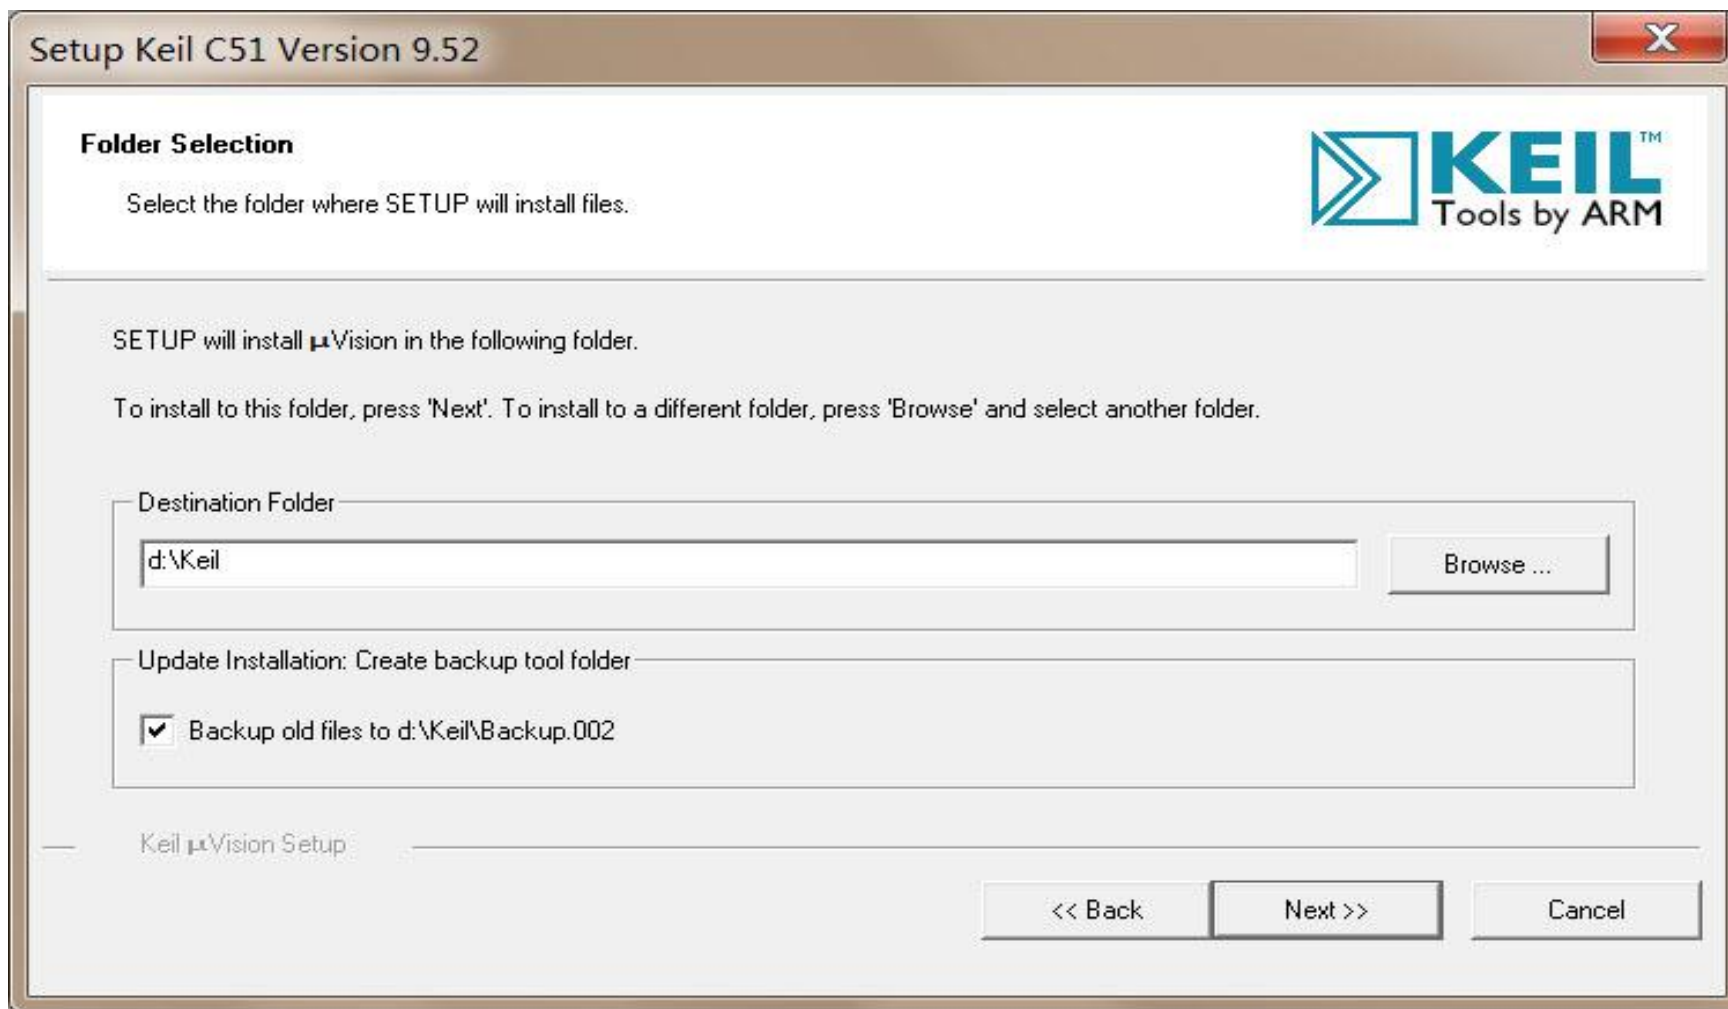 Setup Keil C51 Version 9.52
Folder Selection
Select the folder where SETUP will install files.
KEIL™
Tools by ARM
SETUP will install µVision in the following folder.
To install to this folder, press 'Next'. To install to a different folder, press 'Browse' and select another folder.
Destination Folder
d:\Keil
Browse ...
Update Installation: Create backup tool folder
Backup old files to d:\Keil\Backup.002
Keil µVision Setup
<< Back
Next >>
Cancel